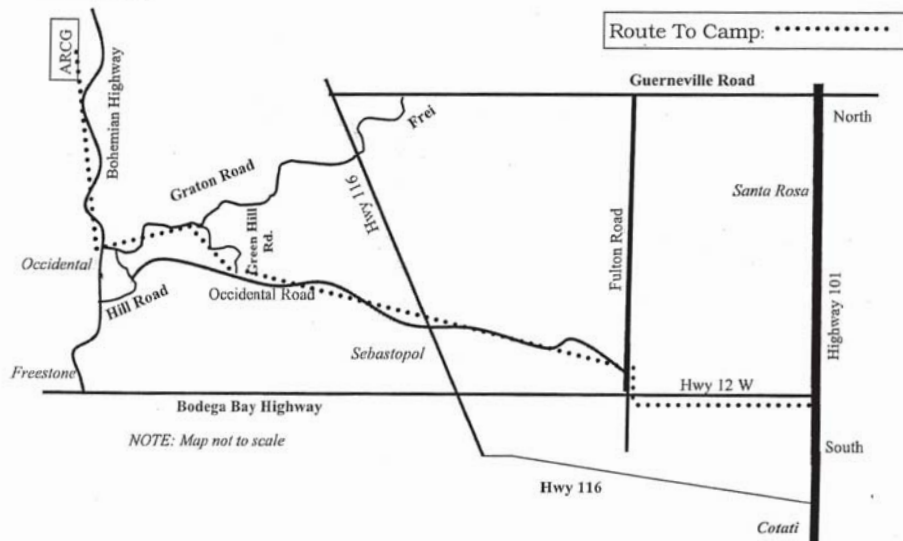 Route To Camp:
ARCG
Bohemian Highway
Guerneville Road
North
Frei
Graton Road
Hwy 116
Santa Rosa
Green Hill
Rd.
Fulton Road
Occidental
Highway 101
Hill Road
Occidental Road
Sebastopol
Freestone
Hwy 12 W
Bodega Bay Highway
NOTE: Map not to scale
South
Hwy 116
Cotati